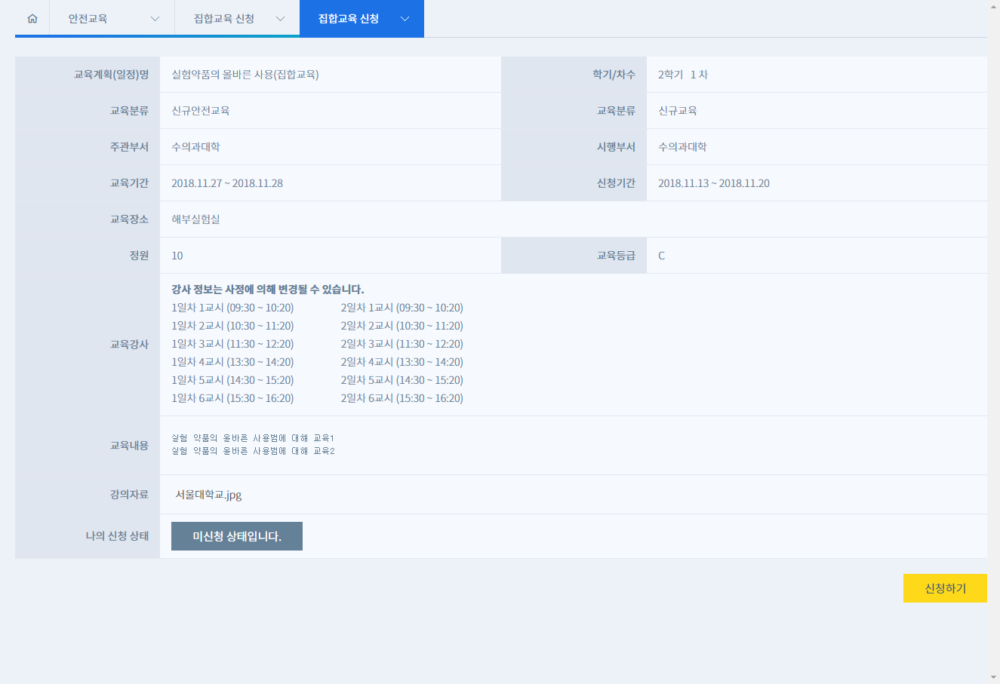 안전교육 집합교육 신청 집합교육 신청
교육계획(일정)명 실험약품의 올바른 사용(집합교육) 학기/차수 2학기 1 차
교육분류 신규안전교육 교육분류 신규교육
주관부서 수의과대학 시행부서 수의과대학
교육기간 2018.11.27 ~ 2018.11.28 신청기간 2018.11.13 ~ 2018.11.20
교육장소 해부실험실
정원 10 교육등급 C
강사 정보는 사정에 의해 변경될 수 있습니다.
1일차 1교시 (09:30 ~ 10:20) 2일차 1교시 (09:30 ~ 10:20)
1일차 2교시 (10:30 ~ 11:20) 2일차 2교시 (10:30 ~ 11:20)
교육강사 1일차 3교시 (11:30 ~ 12:20) 2일차 3교시 (11:30 ~ 12:20)
1일차 4교시 (13:30 ~ 14:20) 2일차 4교시 (13:30 ~ 14:20)
1일차 5교시 (14:30 ~ 15:20) 2일차 5교시 (14:30 ~ 15:20)
1일차 6교시 (15:30 ~ 16:20) 2일차 6교시 (15:30 ~ 16:20)
교육내용 실험 약품의 올바른 사용법에 대해 교육1
실험 약품의 올바른 사용법에 대해 교육2
강의자료 서울대학교.jpg
나의 신청 상태 미신청 상태입니다.
신청하기